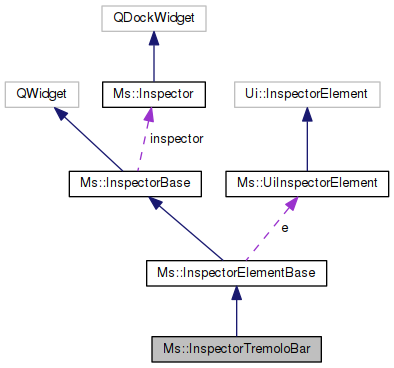 QDockWidget
QWidget
Ms::Inspector
Ui::InspectorElement
inspector
Ms::InspectorBase
Ms::UiInspectorElement
e
Ms::InspectorElementBase
Ms::InspectorTremoloBar